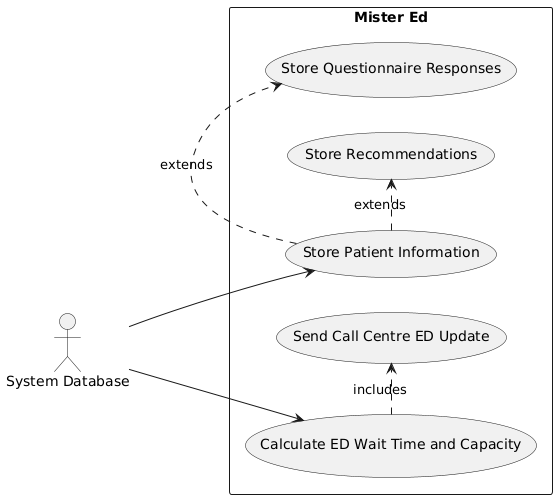 Mister Ed
Store Questionnaire Responses
Store Recommendations
extends
extends
Store Patient Information
Send Call Centre ED Update
System Database
includes
Calculate ED Wait Time and Capacity